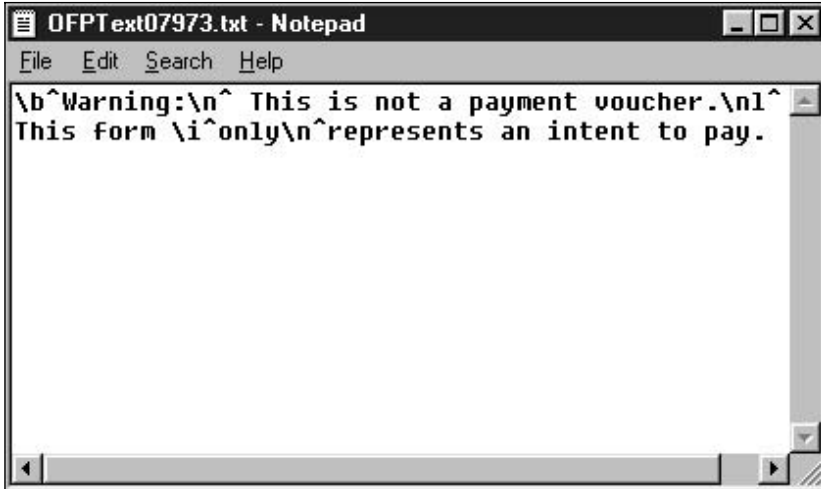 OFPText07973.txt - Notepad
File Edit Search Help
\b^Warning:\n^ This is not a payment voucher.\nl^
This form \i^only\n^represents an intent to pay.